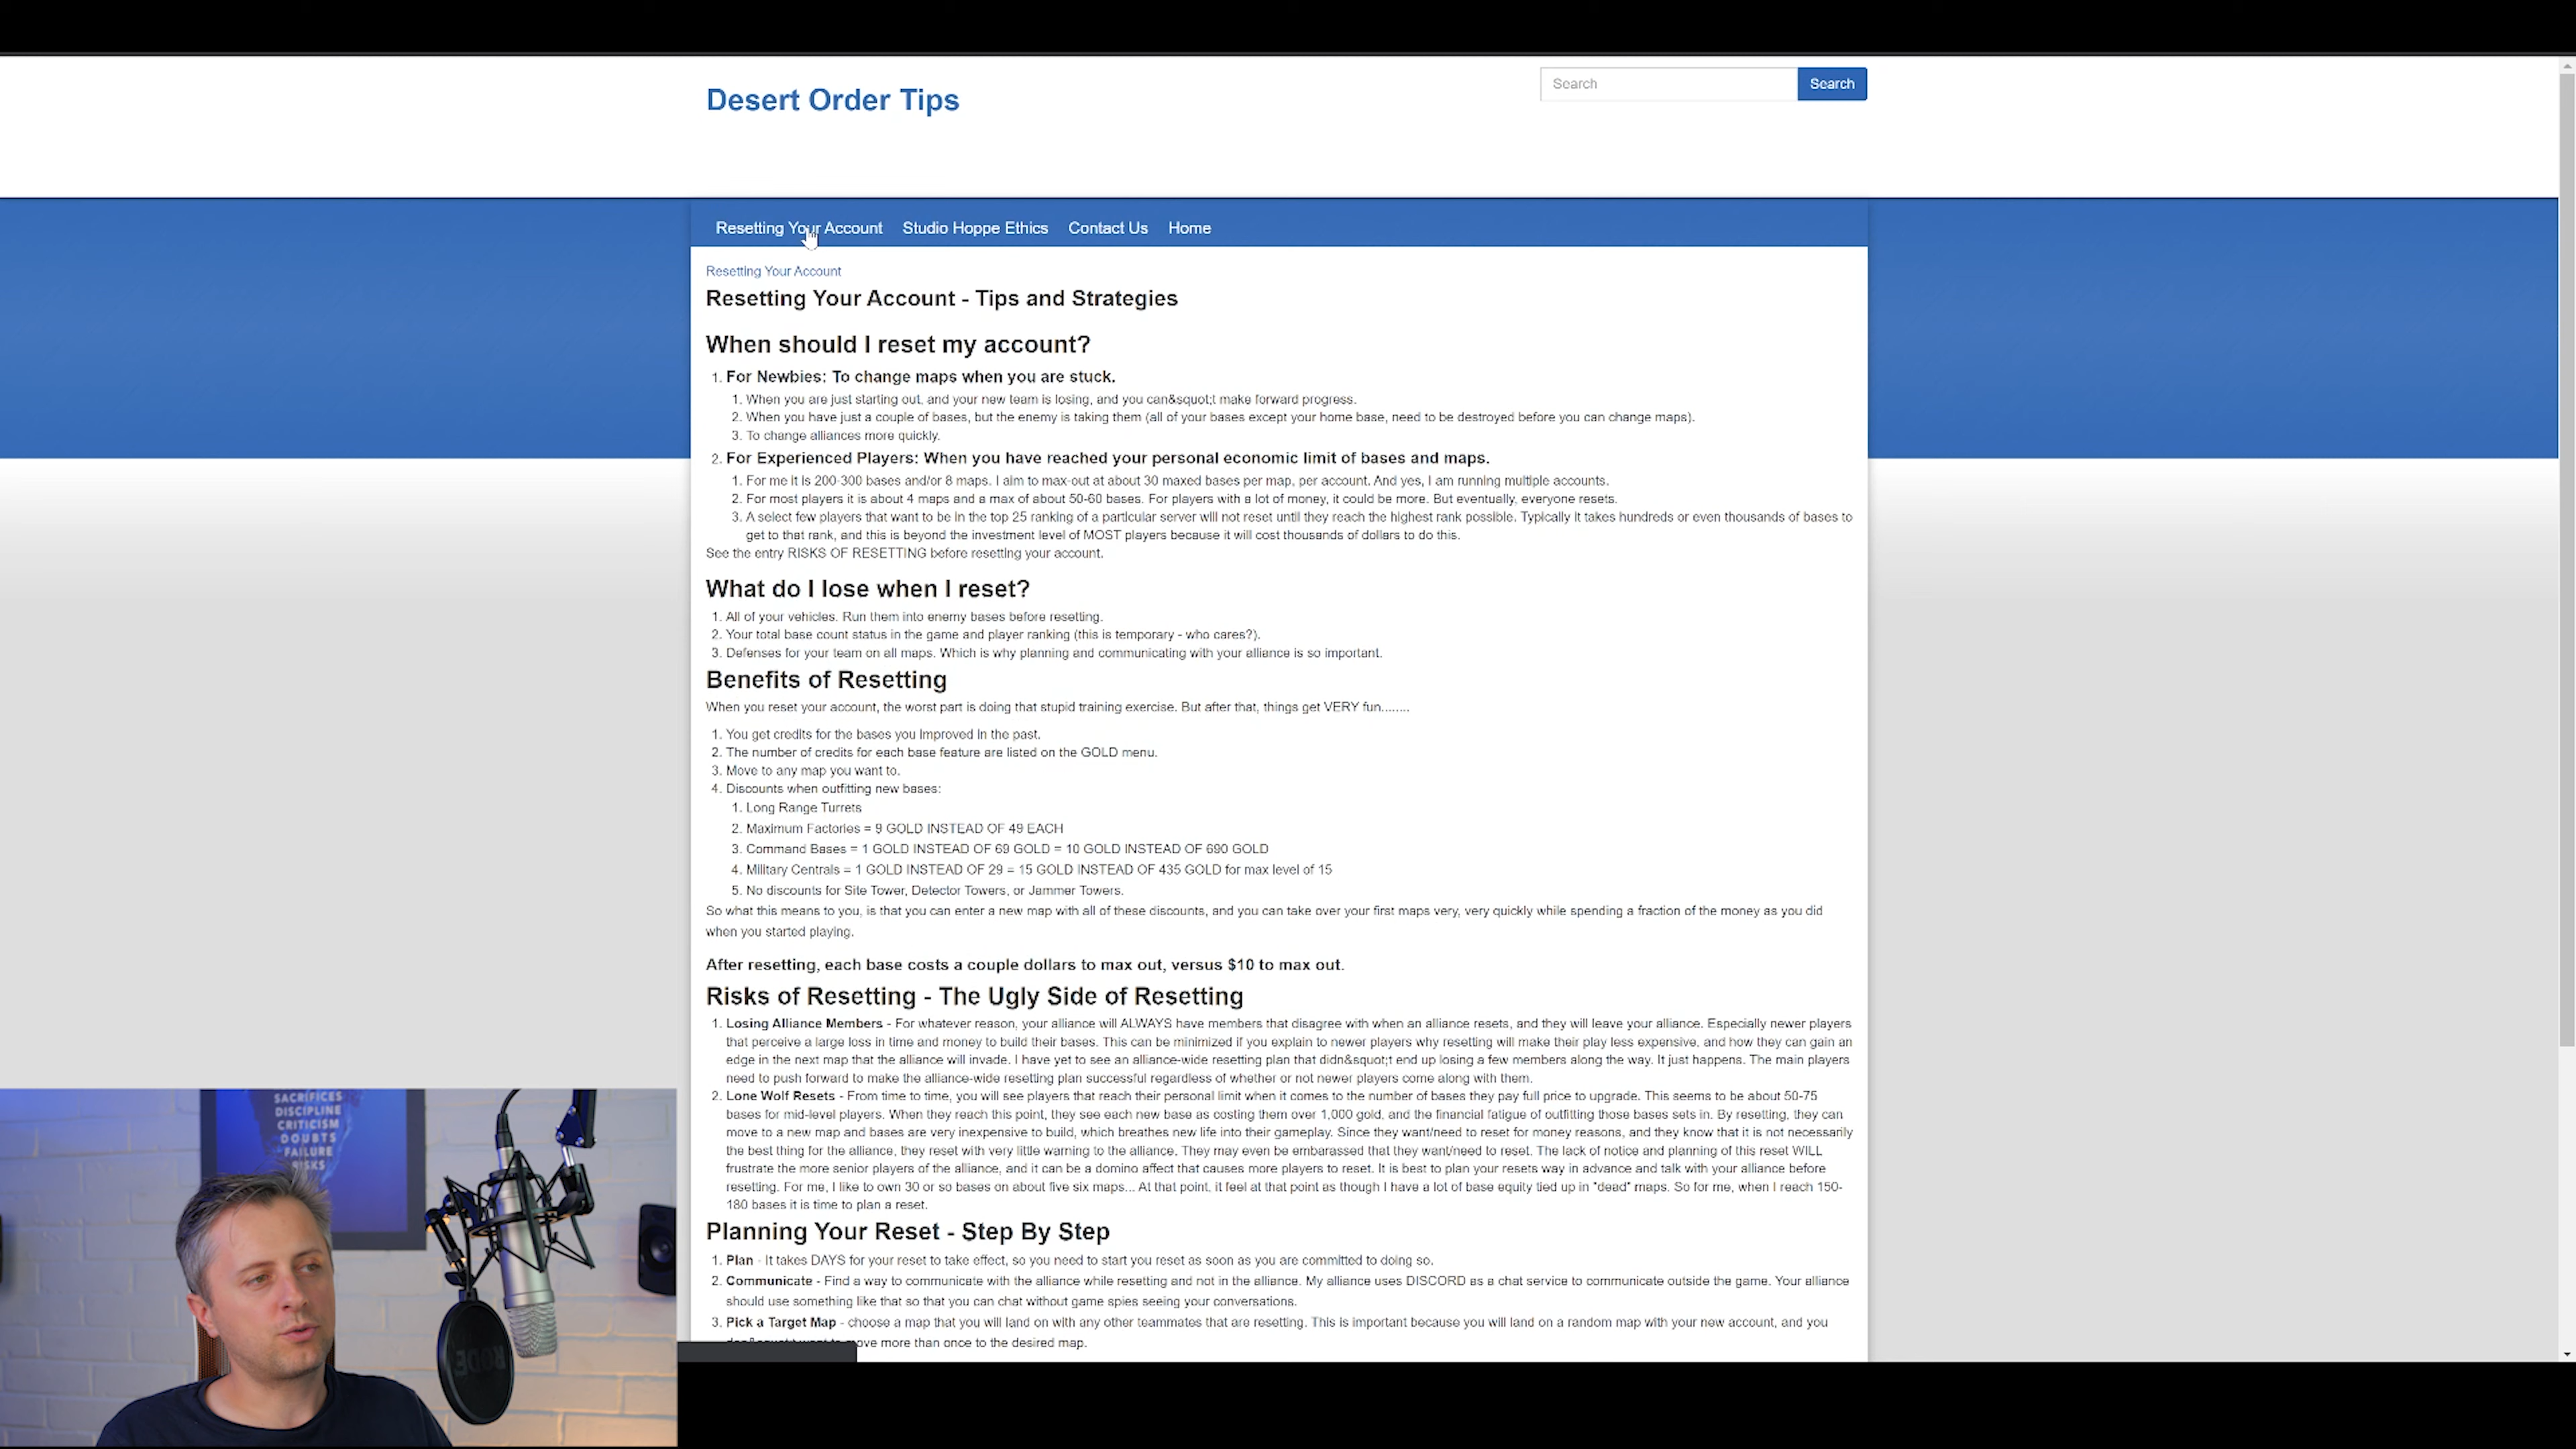 Desert Order Tips
Search
Search
Resetting Your Account
Studio Hoppe Ethics
Contact Us
Home
Resetting Your Account
Resetting Your Account - Tips and Strategies
When should I reset my account?
1. For Newbies: To change maps when you are stuck.
1. When you are just starting out, and your new team is losing, and you can&squot;t make forward progress.
2. When you have just a couple of bases, but the enemy is taking them (all of your bases except your home base, need to be destroyed before you can change maps).
3. To change alliances more quickly.
2. For Experienced Players: When you have reached your personal economic limit of bases and maps.
1. For me it is 200-300 bases and/or 8 maps. I aim to max-out at about 30 maxed bases per map, per account. And yes, I am running multiple accounts.
2. For most players it is about 4 maps and a max of about 50-60 bases. For players with a lot of money, it could be more. But eventually, everyone resets.
3. A select few players that want to be in the top 25 ranking of a particular server will not reset until they reach the highest rank possible. Typically it takes hundreds or even thousands of bases to
get to that rank, and this is beyond the investment level of MOST players because it will cost thousands of dollars to do this.
See the entry RISKS OF RESETTING before resetting your account.
What do I lose when I reset?
1. All of your vehicles. Run them into enemy bases before resetting.
2. Your total base count status in the game and player ranking (this is temporary - who cares?).
3. Defenses for your team on all maps. Which is why planning and communicating with your alliance is so important.
Benefits of Resetting
When you reset your account, the worst part is doing that stupid training exercise. But after that, things get VERY fun........
1. You get credits for the bases you improved in the past.
2. The number of credits for each base feature are listed on the GOLD menu.
3. Move to any map you want to.
4. Discounts when outfitting new bases:
1. Long Range Turrets
2. Maximum Factories = 9 GOLD INSTEAD OF 49 EACH
3. Command Bases = 1 GOLD INSTEAD OF 69 GOLD = 10 GOLD INSTEAD OF 690 GOLD
4. Military Centrals = 1 GOLD INSTEAD OF 29 = 15 GOLD INSTEAD OF 435 GOLD for max level of 15
5. No discounts for Site Tower, Detector Towers, or Jammer Towers.
So what this means to you, is that you can enter a new map with all of these discounts, and you can take over your first maps very, very quickly while spending a fraction of the money as you did
when you started playing.
After resetting, each base costs a couple dollars to max out, versus $10 to max out.
Risks of Resetting - The Ugly Side of Resetting
1. Losing Alliance Members - For whatever reason, your alliance will ALWAYS have members that disagree with when an alliance resets, and they will leave your alliance. Especially newer players
that perceive a large loss in time and money to build their bases. This can be minimized if you explain to newer players why resetting will make their play less expensive, and how they can gain an
edge in the next map that the alliance will invade. I have yet to see an alliance-wide resetting plan that didn&squot;t end up losing a few members along the way. It just happens. The main players
need to push forward to make the alliance-wide resetting plan successful regardless of whether or not newer players come along with them.
2. Lone Wolf Resets - From time to time, you will see players that reach their personal limit when it comes to the number of bases they pay full price to upgrade. This seems to be about 50-75
bases for mid-level players. When they reach this point, they see each new base as costing them over 1,000 gold, and the financial fatigue of outfitting those bases sets in. By resetting, they can
move to a new map and bases are very inexpensive to build, which breathes new life into their gameplay. Since they want/need to reset for money reasons, and they know that it is not necessarily
the best thing for the alliance, they reset with very little warning to the alliance. They may even be embarassed that they want/need to reset. The lack of notice and planning of this reset WILL
frustrate the more senior players of the alliance, and it can be a domino affect that causes more players to reset. It is best to plan your resets way in advance and talk with your alliance before
resetting. For me, I like to own 30 or so bases on about five six maps... At that point, it feel at that point as though I have a lot of base equity tied up in "dead" maps. So for me, when I reach 150-
180 bases it is time to plan a reset.
Planning Your Reset - Step By Step
1. Plan - It takes DAYS for your reset to take effect, so you need to start you reset as soon as you are committed to doing so.
2. Communicate - Find a way to communicate with the alliance while resetting and not in the alliance. My alliance uses DISCORD as a chat service to communicate outside the game. Your alliance
should use something like that so that you can chat without game spies seeing your conversations.
3. Pick a Target Map - choose a map that you will land on with any other teammates that are resetting. This is important because you will land on a random map with your new account, and you
move more than once to the desired map.
SACRIFICES
DISCIPLINE
CRITICISM
DOUBTS
FAILURE
RISKS
RODE